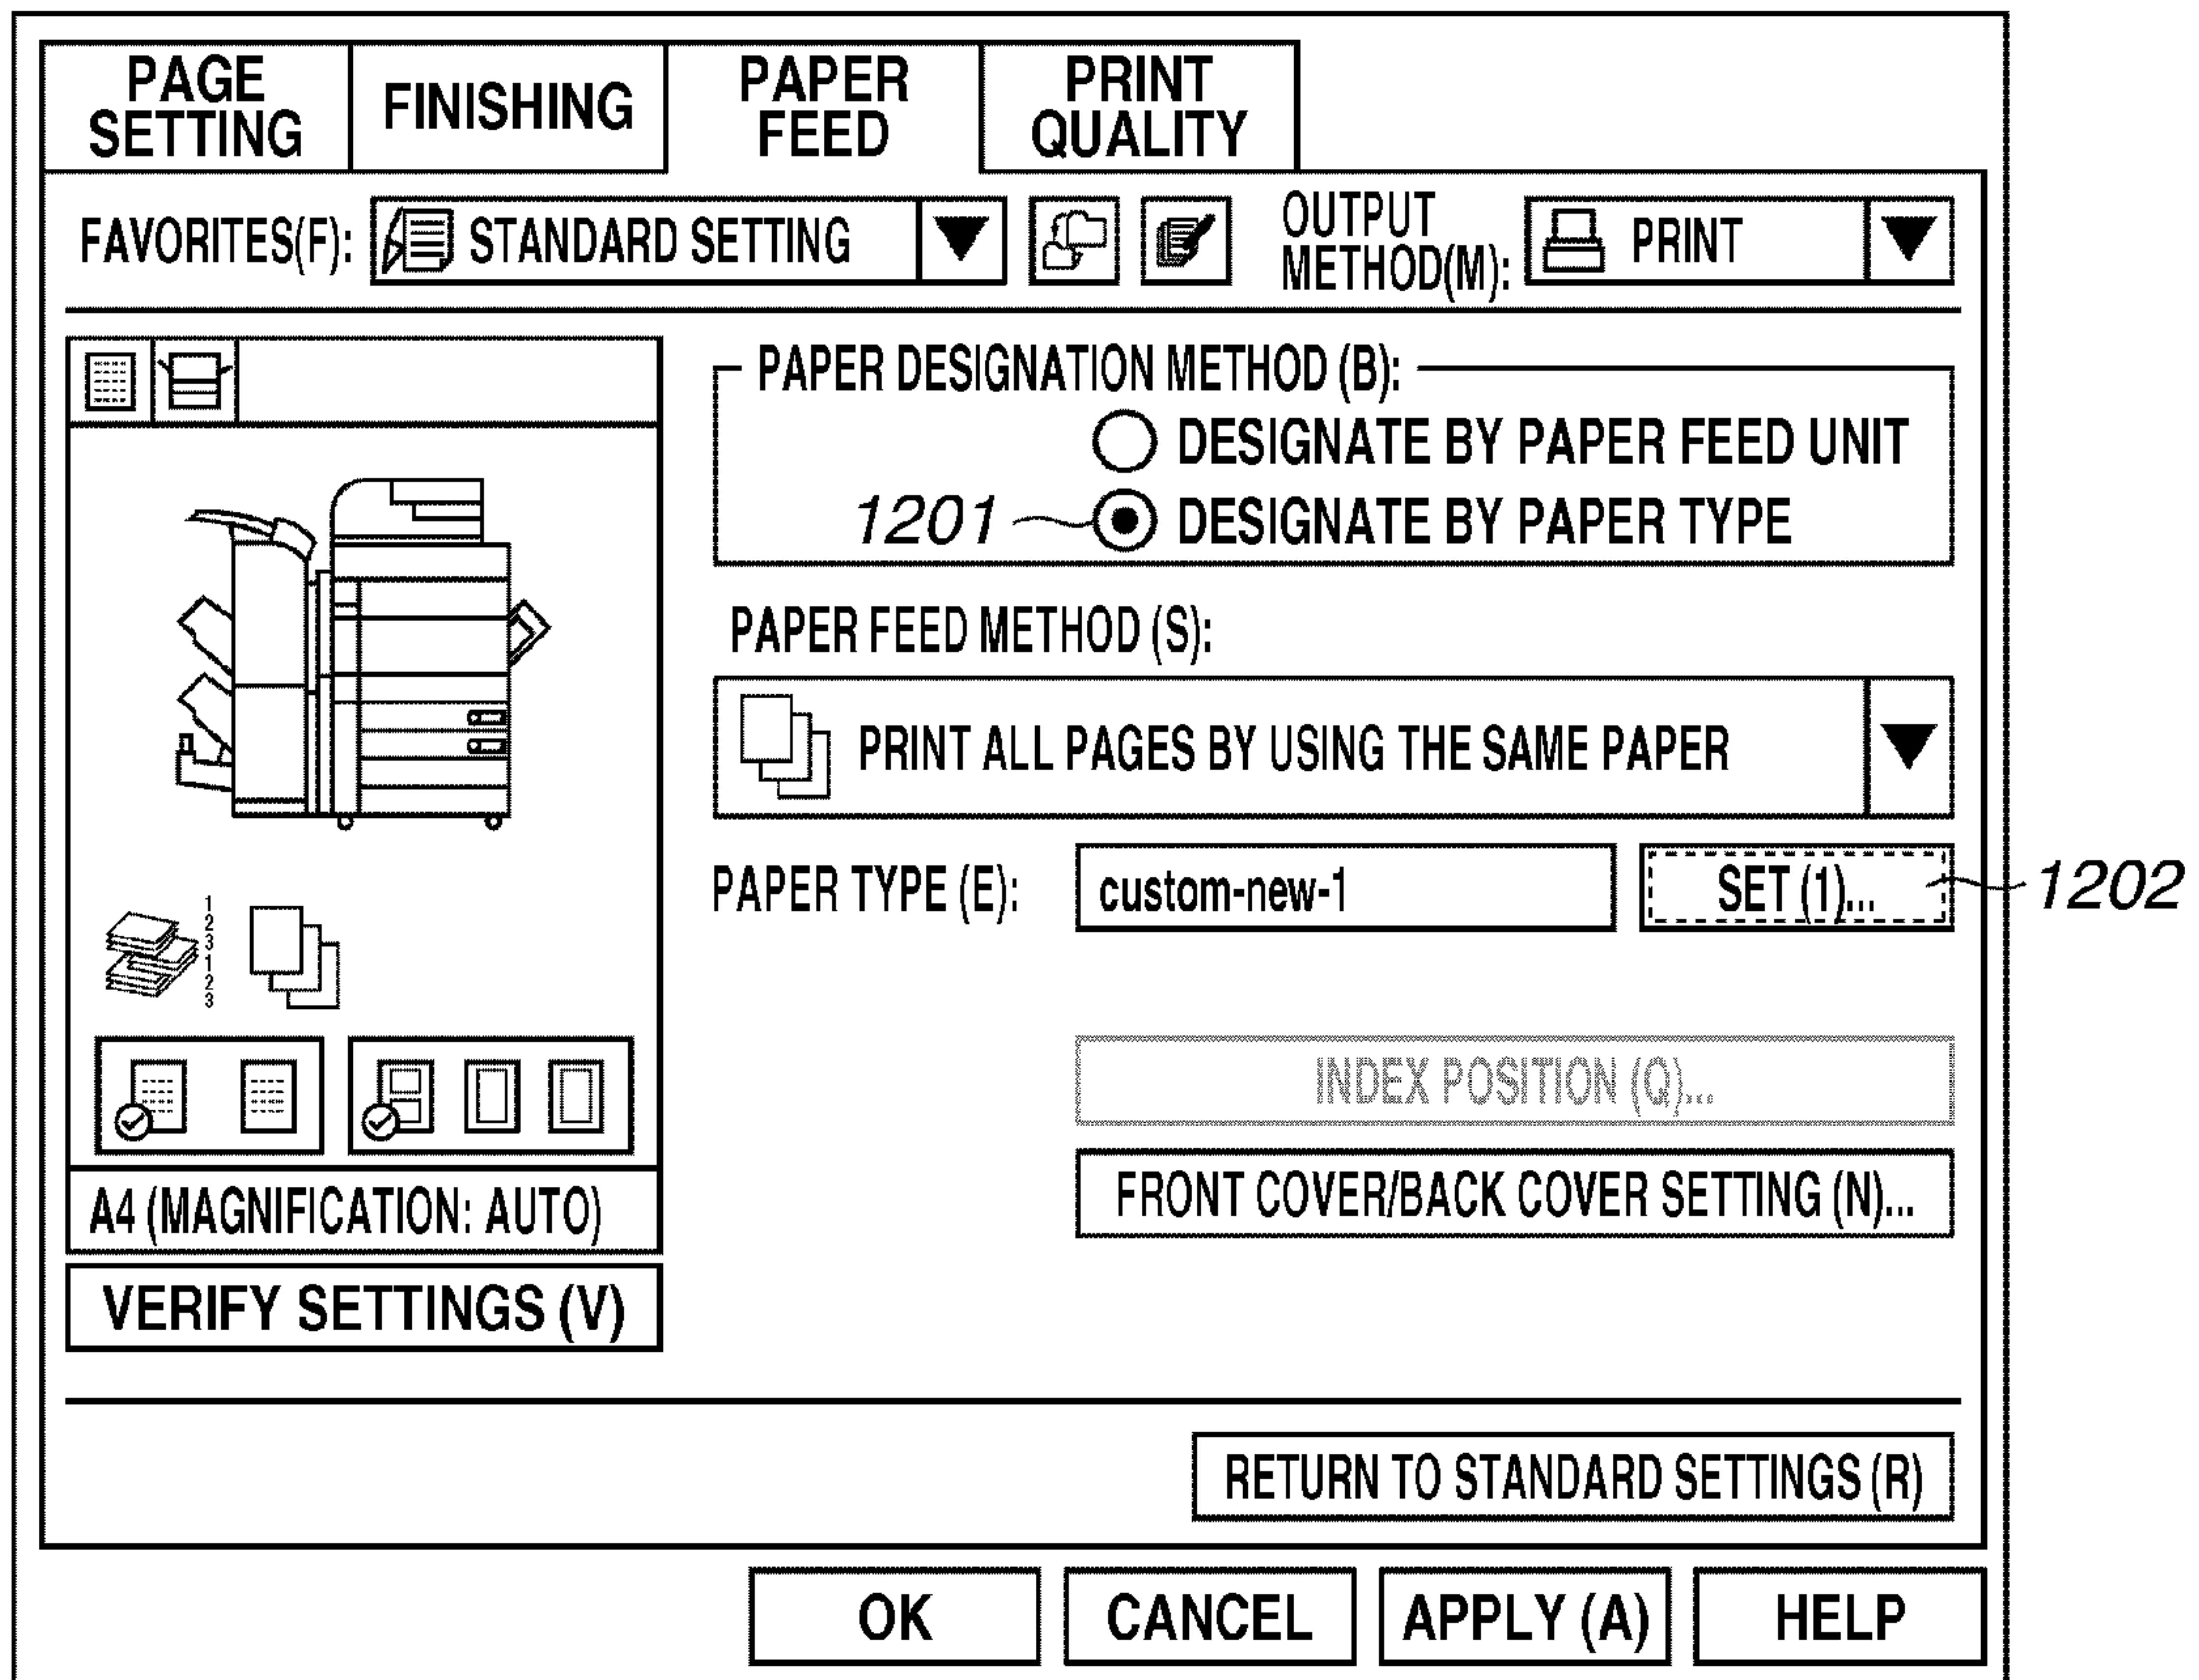 PAGE
SETTING
FINISHING
PAPER
FEED
PRINT
QUALITY
FAVORITES(F):
STANDARD SETTING
OUTPUT
METHOD(M):
PRINT
PAPER DESIGNATION METHOD (B):
DESIGNATE BY PAPER FEED UNIT
1201
DESIGNATE BY PAPER TYPE
PAPER FEED METHOD (S):
PRINT ALL PAGES BY USING THE SAME PAPER
PAPER TYPE (E):
custom-new-1
SET (1)...
1202
1
2
3
1
2
3
INDEX POSITION (Q)...
FRONT COVER/BACK COVER SETTING (N)...
A4 (MAGNIFICATION: AUTO)
VERIFY SETTINGS (V)
RETURN TO STANDARD SETTINGS (R)
OK
CANCEL
APPLY (A)
HELP